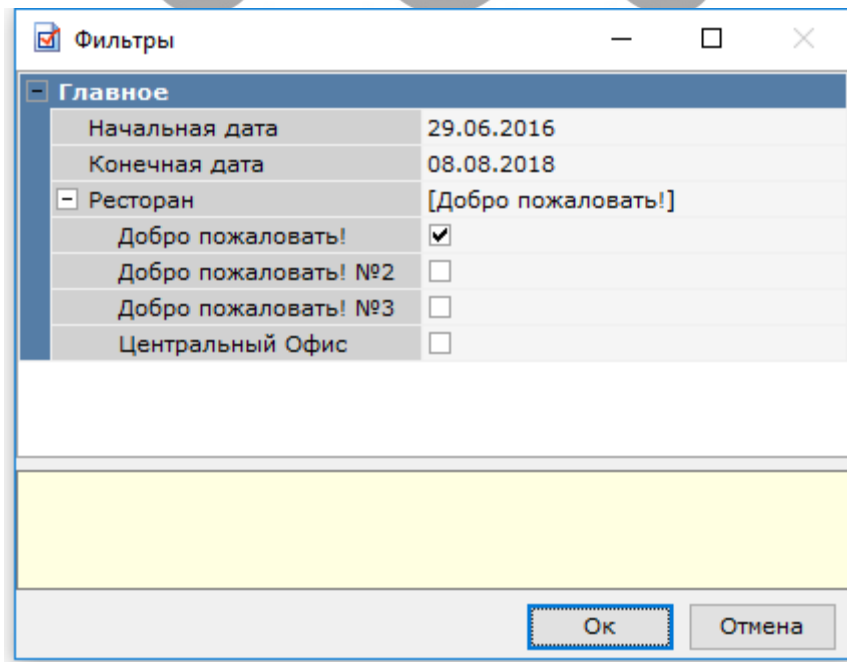 Фильтры
Главное
Начальная дата 29.06.2016
Конечная дата 08.08.2018
Ресторан [Добро пожаловать!]
Добро пожаловать!
Добро пожаловать! №2
Добро пожаловать! №3
Центральный Офис
Ок Отмена